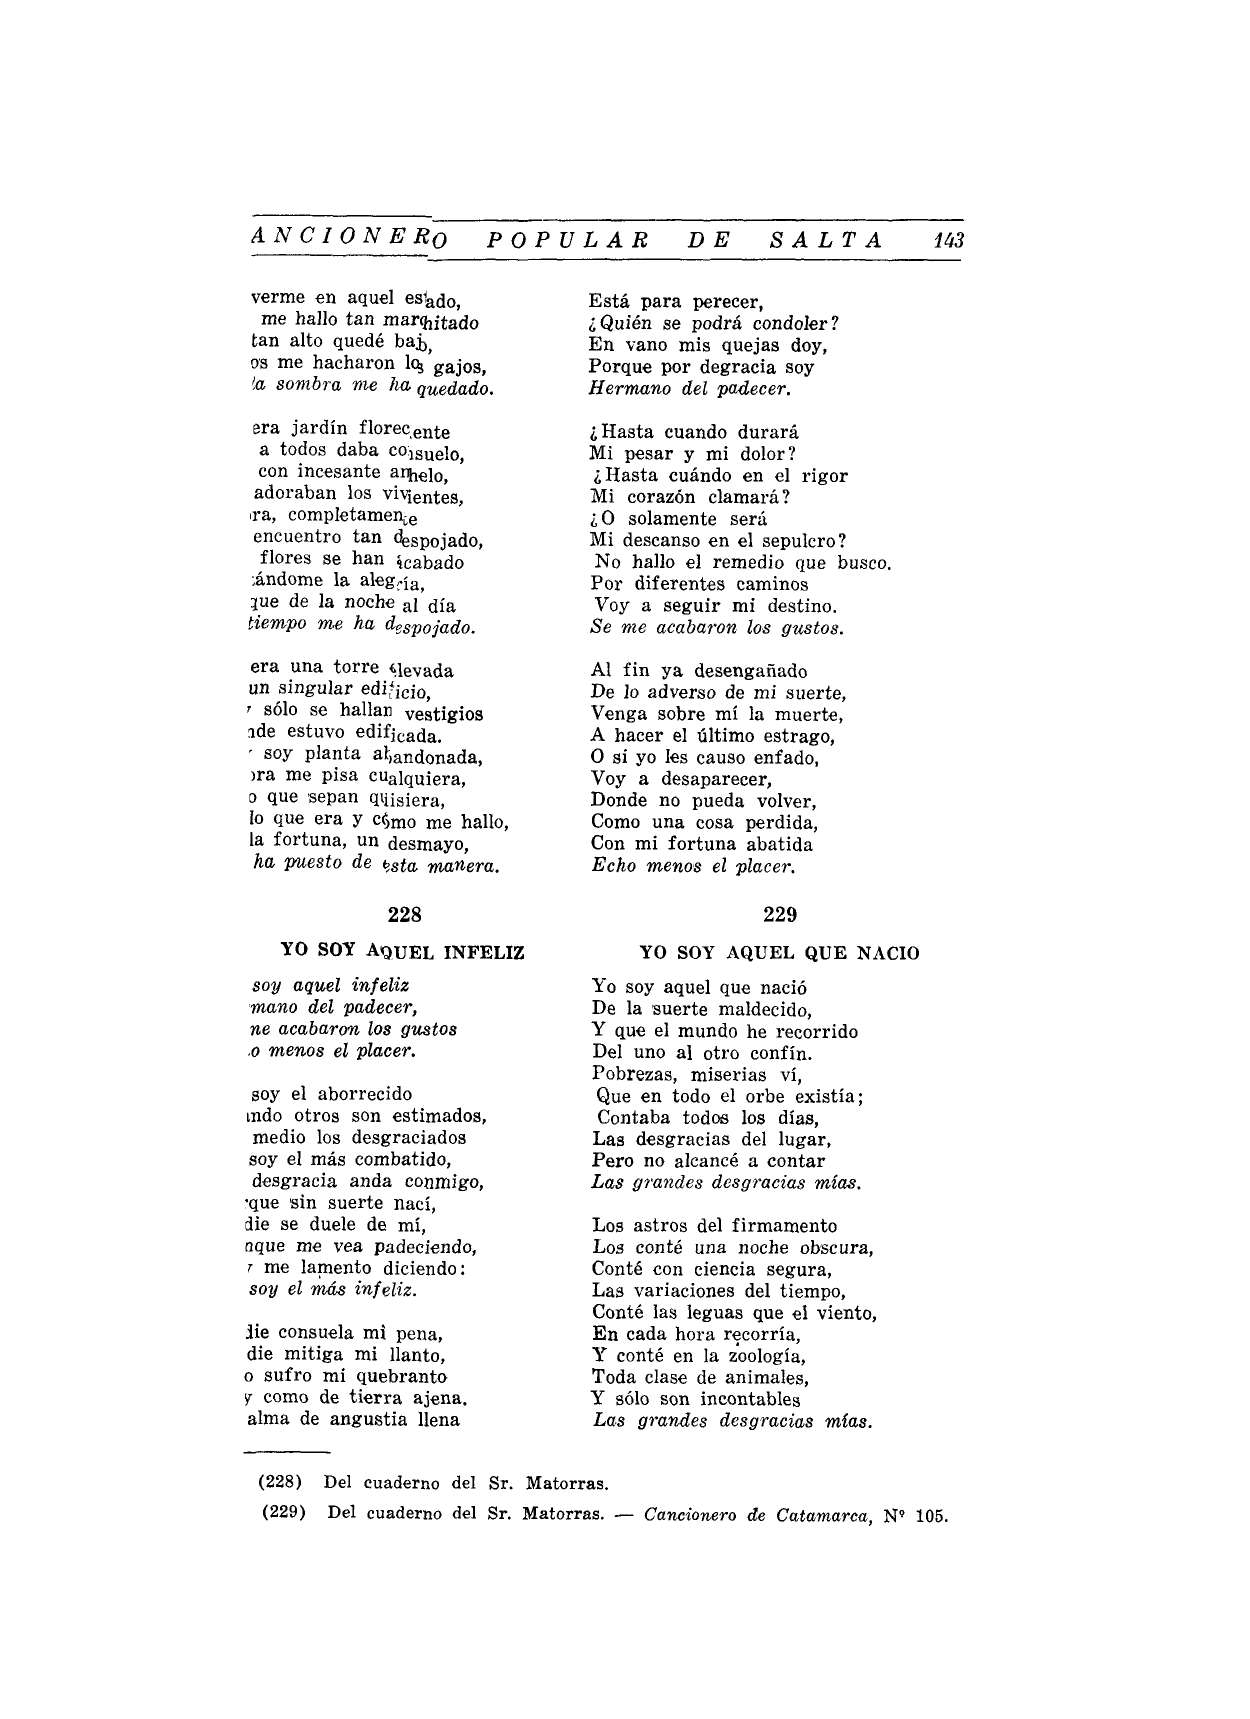 ANCIONERO POPULAR DE SALTA 143
verme en aquel estado,
me hallo tan marchitado
tan alto quedé bajo,
me hacharon los gajos,
sombra me ha quedado.
era jardín floreciente
a todos daba consuelo,
con incesante anhelo,
adoraban los vivientes,
completamente
encuentro tan despojado,
flores se han acabado
la alegría,
que de la noche al día
tiempo me ha despojado.
era una torre elevada
un singular edificio,
sólo se hallan vestigios
estuvo edificada.
soy planta abandonada,
me pisa cualquiera,
que sepan quisiera,
lo que era y cómo me hallo,
la fortuna, un desmayo,
ha puesto de esta manera.
228
YO SOY AQUEL INFELIZ
soy aquel infeliz
mano del padecer,
me acabaron los gustos
o menos el placer.
soy el aborrecido
ando otros son estimados,
medio los desgraciados
soy el más combatido,
desgracia anda conmigo,
que sin suerte nací,
die se duele de mí,
nque me vea padeciendo,
me lamento diciendo:
soy el más infeliz.
die consuela mi pena,
die mitiga mi llanto,
o sufro mi quebranto
y como de tierra ajena.
alma de angustia llena
Está para perecer,
¿Quién se podrá condoler?
En vano mis quejas doy,
Porque por degracia soy
Hermano del padecer.
¿Hasta cuando durará
Mi pesar y mi dolor?
¿Hasta cuándo en el rigor
Mi corazón clamará?
¿O solamente será
Mi descanso en el sepulcro?
No hallo el remedio que busco.
Por diferentes caminos
Voy a seguir mi destino.
Se me acabaron los gustos.
Al fin ya desengañado
De lo adverso de mi suerte,
Venga sobre mí la muerte,
A hacer el último estrago,
O si yo les causo enfado,
Voy a desaparecer,
Donde no pueda volver,
Como una cosa perdida,
Con mi fortuna abatida
Echo menos el placer.
229
YO SOY AQUEL QUE NACIO
Yo soy aquel que nació
De la suerte maldecido,
Y que el mundo he recorrido
Del uno al otro confín.
Pobrezas, miserias ví,
Que en todo el orbe existía;
Contaba todos los días,
Las desgracias del lugar,
Pero no alcancé a contar
Las grandes desgracias mías.
Los astros del firmamento
Los conté una noche obscura,
Conté con ciencia segura,
Las variaciones del tiempo,
Conté las leguas que el viento,
En cada hora recorría,
Y conté en la zoología,
Toda clase de animales,
Y sólo son incontables
Las grandes desgracias mías.
(228) Del cuaderno del Sr. Matorras.
(229) Del cuaderno del Sr. Matorras. — Cancionero de Catamarca, Nº 105.